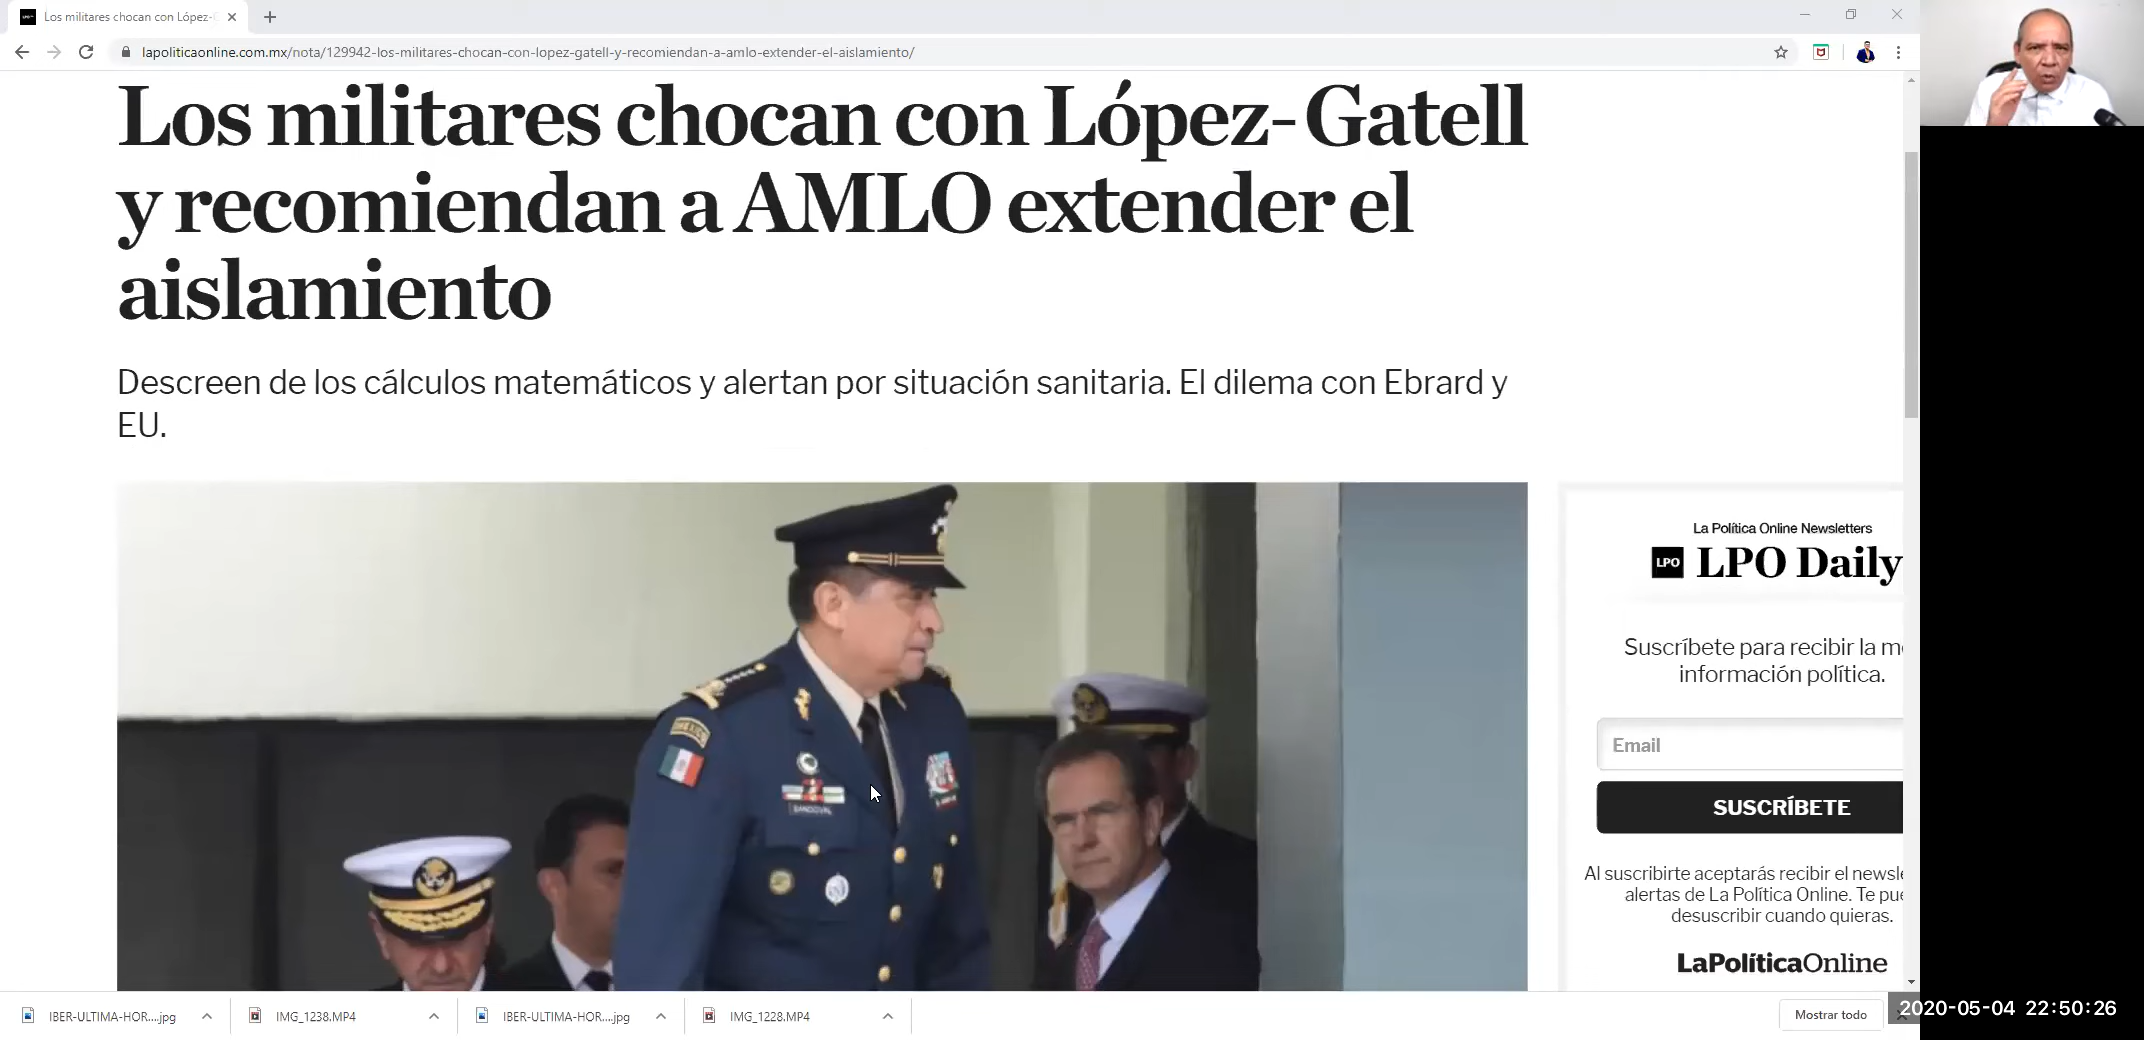 Los militares chocan con López-G
lapoliticaonline.com.mx/nota/129942-los-militares-chocan-con-lopez-gatell-y-recomiendan-a-amlo-extender-el-aislamiento/
Los militares chocan con López-Gatell
y recomiendan a AMLO extender el
aislamiento
Descreen de los cálculos matemáticos y alertan por situación sanitaria. El dilema con Ebrard y
EU.
MÉXICO
SANDOVAL
La Política Online Newsletters
LPO LPO Daily
Suscríbete para recibir la m
información política.
Email
SUSCRÍBETE
Al suscribirte aceptarás recibir el newsle
alertas de La Política Online. Te pue
desuscribir cuando quieras.
LaPolíticaOnline
IBER-ULTIMA-HOR....jpg
IMG_1238.MP4
IBER-ULTIMA-HOR....jpg
IMG_1228.MP4
Mostrar todo
2020-05-04 22:50:26